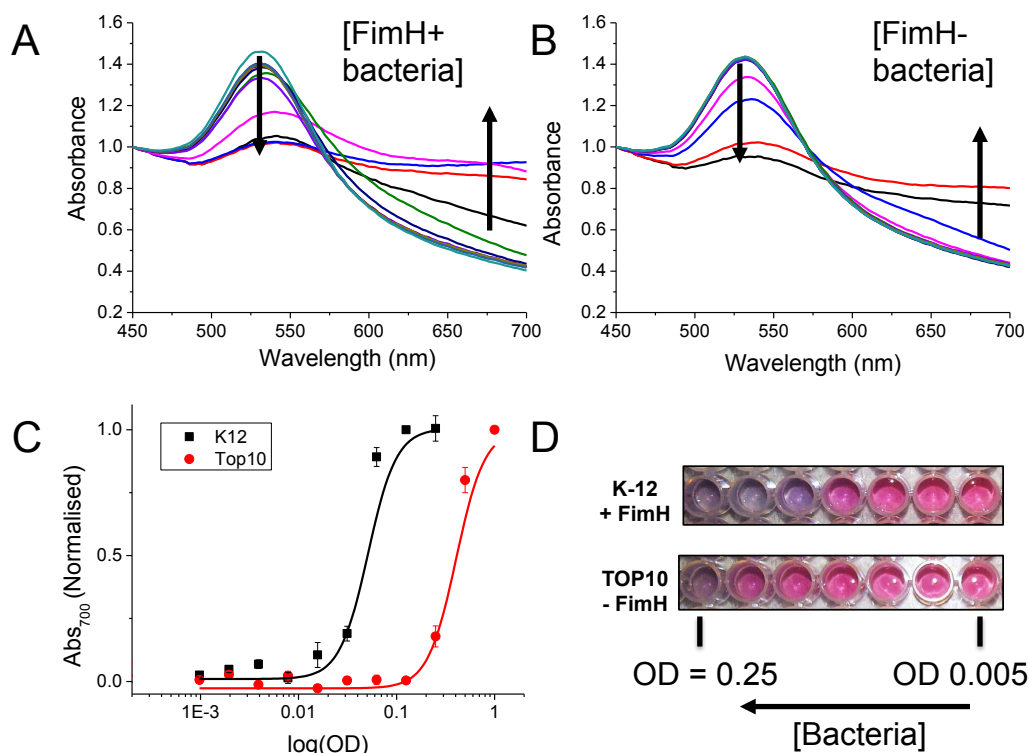 A
[FimH+
bacteria]
Absorbance
1.6
1.4
1.2
1.0
0.8
0.6
0.4
0.2
450 500 550 600 650 700
Wavelength (nm)
B
[FimH-
bacteria]
Absorbance
1.6
1.4
1.2
1.0
0.8
0.6
0.4
0.2
450 500 550 600 650 700
Wavelength (nm)
C
K12
Top10
Abs700 (Normalised)
1.0
0.5
0.0
1E-3 0.01 0.1 1
log(OD)
D
K-12
+ FimH
TOP10
- FimH
OD = 0.25 OD 0.005
[Bacteria]